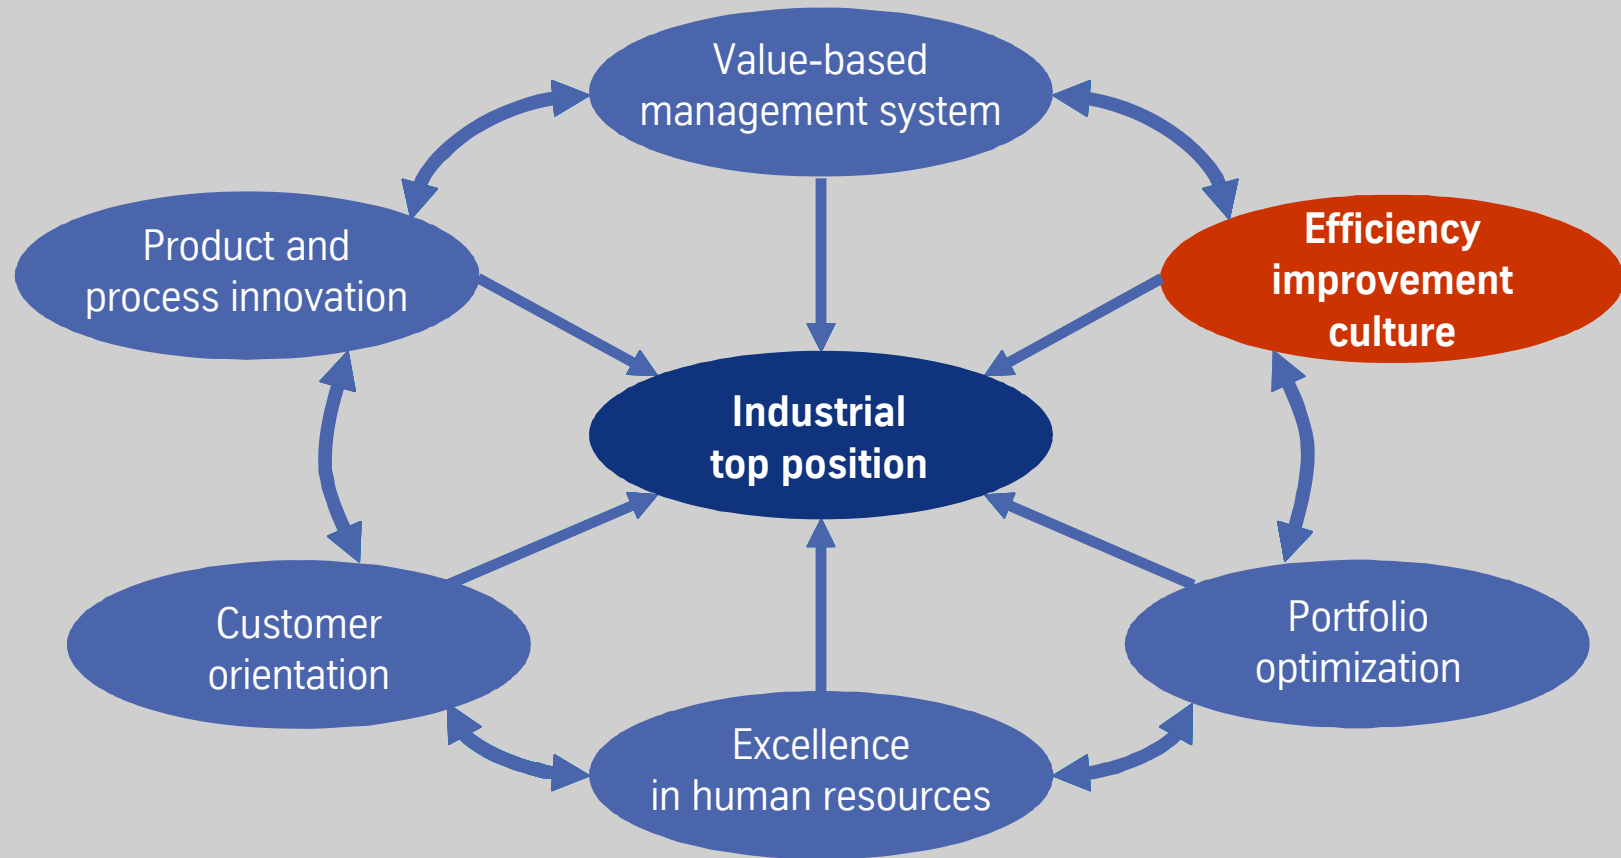 Value-based
management system
Product and
process innovation
Efficiency
improvement
culture
Industrial
top position
Customer
orientation
Portfolio
optimization
Excellence
in human resources